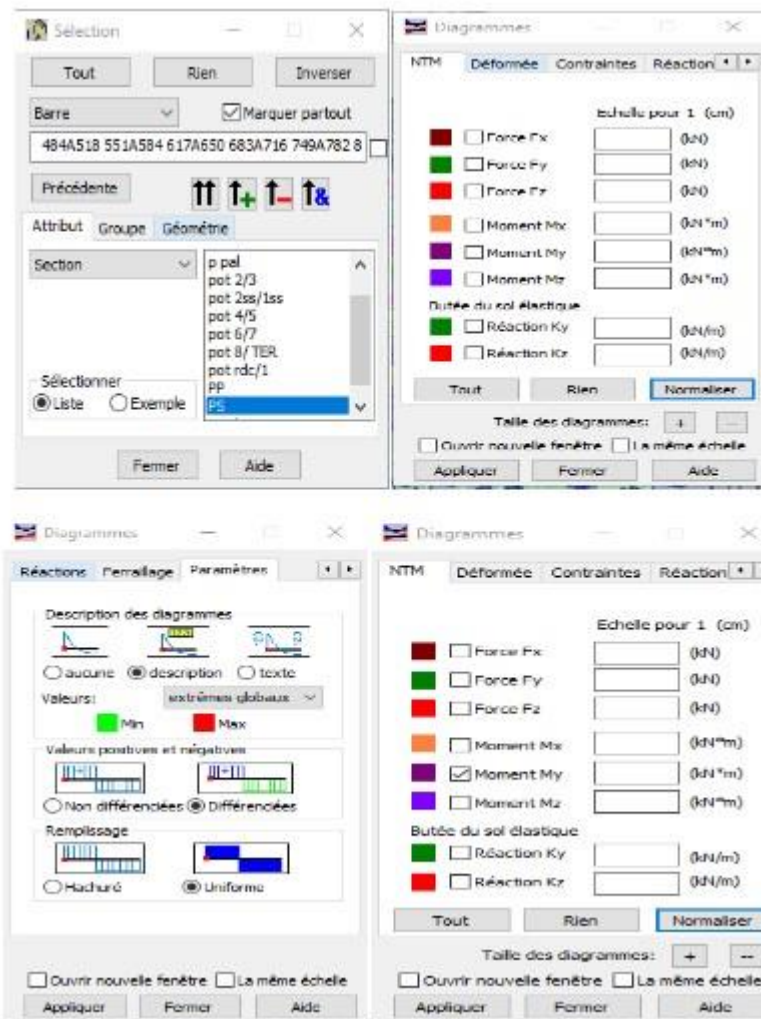 Sélection
Tout Rien Inverser
Barre Marquer partout
484A518 551A584 617A650 683A716 749A782 8
Précédente
Attribut Groupe Géométrie
Section
p pal
pot 2/3
pot 2ss/1ss
pot 4/5
pot 6/7
pot 8/ TER
pot rdc/1
PP
PS
Sélectionner
Liste Exemple
Fermer Aide
Diagrammes
NTM Déformée Contraintes Réaction
Echelle pour 1 (cm)
Force Fx (kN)
Force Fy (kN)
Force Fz (kN)
Moment Mx (kN*m)
Moment My (kN*m)
Moment Mz (kN*m)
Butée du sol élastique
Réaction Ky (kN/m)
Réaction Kz (kN/m)
Tout Rien Normaliser
Taille des diagrammes: + --
Ouvrir nouvelle fenêtre La même échelle
Appliquer Fermer Aide
Diagrammes
Réactions Ferraillage Paramètres
Description des diagrammes
aucune description texte
Valeurs: extrêmes globaux
Min Max
Valeurs positives et négatives
Non différenciées Différenciées
Remplissage
Hachuré Uniforme
Ouvrir nouvelle fenêtre La même échelle
Appliquer Fermer Aide
Diagrammes
NTM Déformée Contraintes Réaction
Echelle pour 1 (cm)
Force Fx (kN)
Force Fy (kN)
Force Fz (kN)
Moment Mx (kN*m)
Moment My (kN*m)
Moment Mz (kN*m)
Butée du sol élastique
Réaction Ky (kN/m)
Réaction Kz (kN/m)
Tout Rien Normaliser
Taille des diagrammes: + --
Ouvrir nouvelle fenêtre La même échelle
Appliquer Fermer Aide